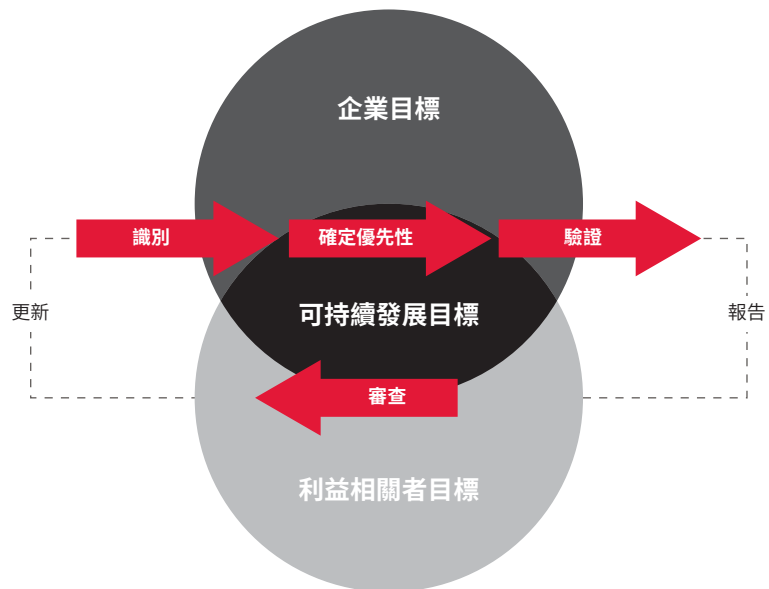 企業目標
識別
確定優先性
驗證
更新
可持續發展目標
報告
審查
利益相關者目標